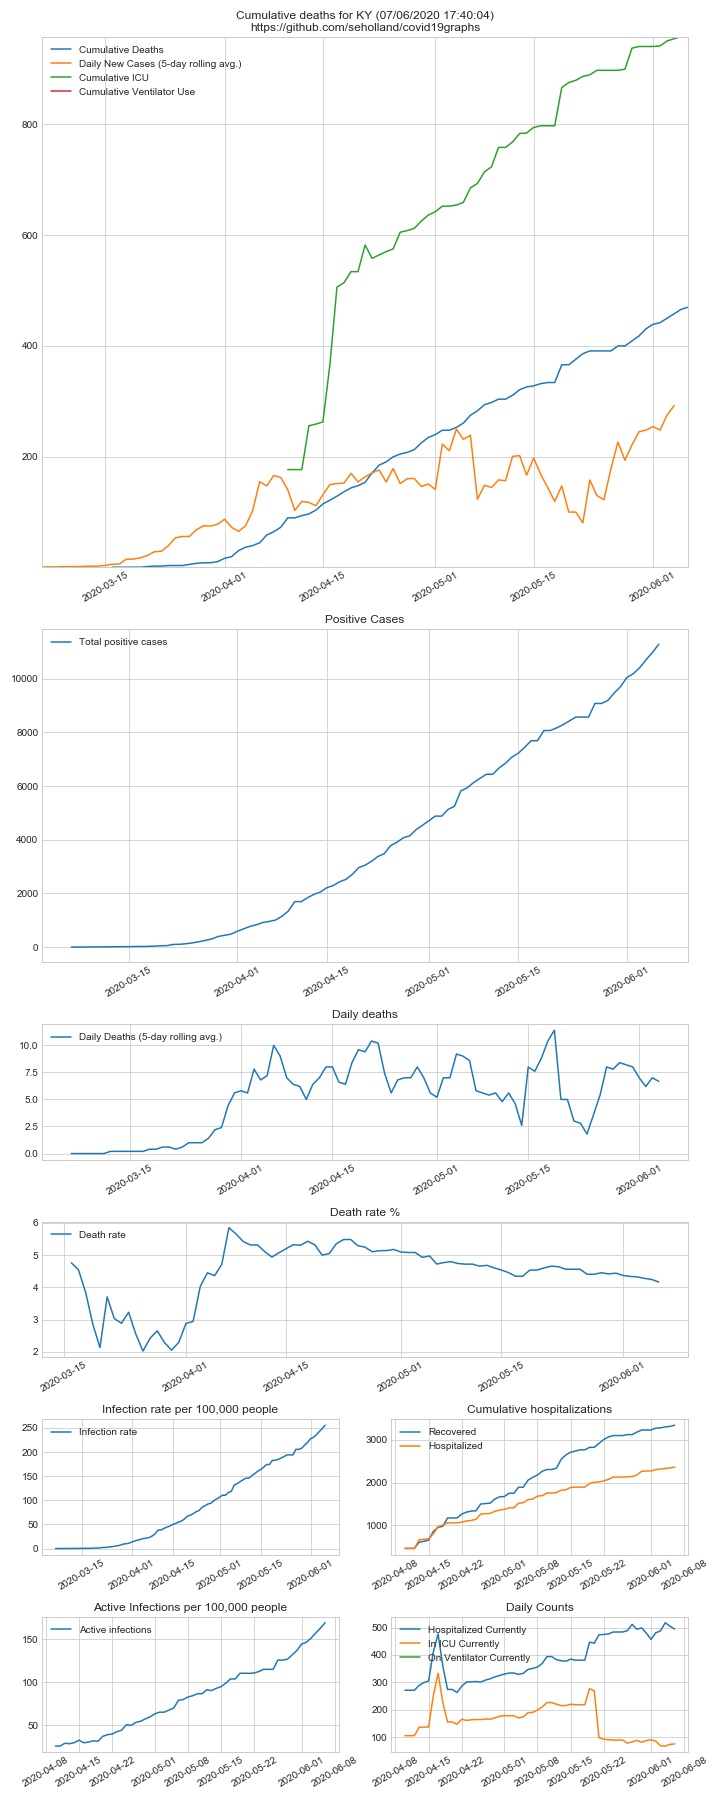 Cumulative deaths for KY (07/06/2020 17:40:04)
https://github.com/seholland/covid19graphs
Cumulative Deaths
Daily New Cases (5-day rolling avg.)
Cumulative ICU
Cumulative Ventilator Use
800
600
400
200
2020-03-15 2020-04-01 2020-04-15 2020-05-01 2020-05-15 2020-06-01
Positive Cases
Total positive cases
10000
8000
6000
4000
2000
0
2020-03-15 2020-04-01 2020-04-15 2020-05-01 2020-05-15 2020-06-01
Daily deaths
Daily Deaths (5-day rolling avg.)
10.0
7.5
5.0
2.5
0.0
2020-03-15 2020-04-01 2020-04-15 2020-05-01 2020-05-15 2020-06-01
Death rate %
Death rate
6
5
4
3
2
2020-03-15 2020-04-01 2020-04-15 2020-05-01 2020-05-15 2020-06-01
Infection rate per 100,000 people
Infection rate
250
200
150
100
50
0
2020-03-15 2020-04-01 2020-04-15 2020-05-01 2020-05-15 2020-06-01
Cumulative hospitalizations
Recovered
Hospitalized
3000
2000
1000
2020-04-08 2020-04-15 2020-04-22 2020-05-01 2020-05-08 2020-05-15 2020-05-22 2020-06-01 2020-06-08
Active Infections per 100,000 people
Active infections
150
100
50
2020-04-08 2020-04-15 2020-04-22 2020-05-01 2020-05-08 2020-05-15 2020-05-22 2020-06-01 2020-06-08
Daily Counts
Hospitalized Currently
In ICU Currently
On Ventilator Currently
500
400
300
200
100
2020-04-08 2020-04-15 2020-04-22 2020-05-01 2020-05-08 2020-05-15 2020-05-22 2020-06-01 2020-06-08